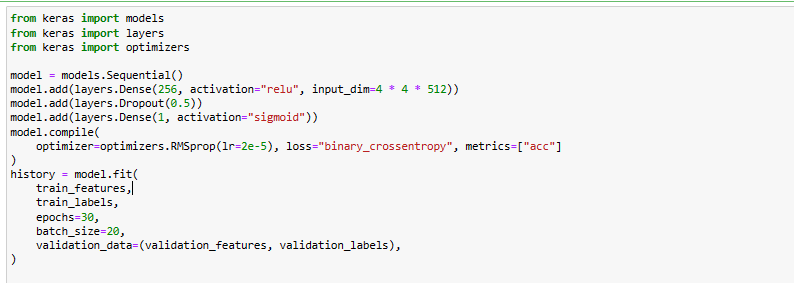 from keras import models
from keras import layers
from keras import optimizers
model = models.Sequential()
model.add(layers.Dense(256, activation="relu", input_dim=4 * 4 * 512))
model.add(layers.Dropout(0.5))
model.add(layers.Dense(1, activation="sigmoid"))
model.compile(
    optimizer=optimizers.RMSprop(lr=2e-5), loss="binary_crossentropy", metrics=["acc"]
)
history = model.fit(
    train_features,
    train_labels,
    epochs=30,
    batch_size=20,
    validation_data=(validation_features, validation_labels),
)